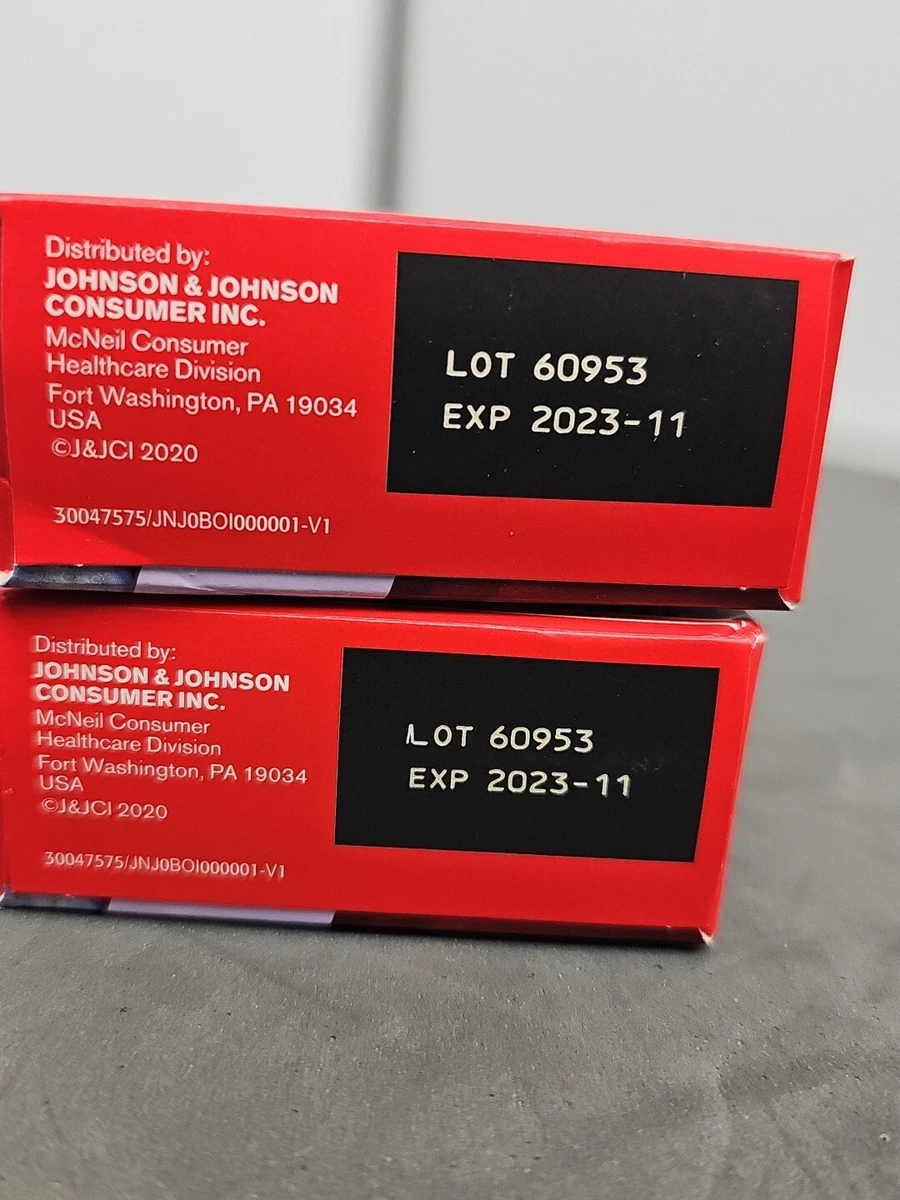 Distributed by:
JOHNSON & JOHNSON
CONSUMER INC.
McNeil Consumer
Healthcare Division
Fort Washington, PA 19034
USA
©J&JCI 2020
30047575/JNJ0BOI000001-V1
LOT 60953
EXP 2023-11
Distributed by:
JOHNSON & JOHNSON
CONSUMER INC.
McNeil Consumer
Healthcare Division
Fort Washington, PA 19034
USA
©J&JCI 2020
30047575/JNJ0BOI000001-V1
LOT 60953
EXP 2023-11